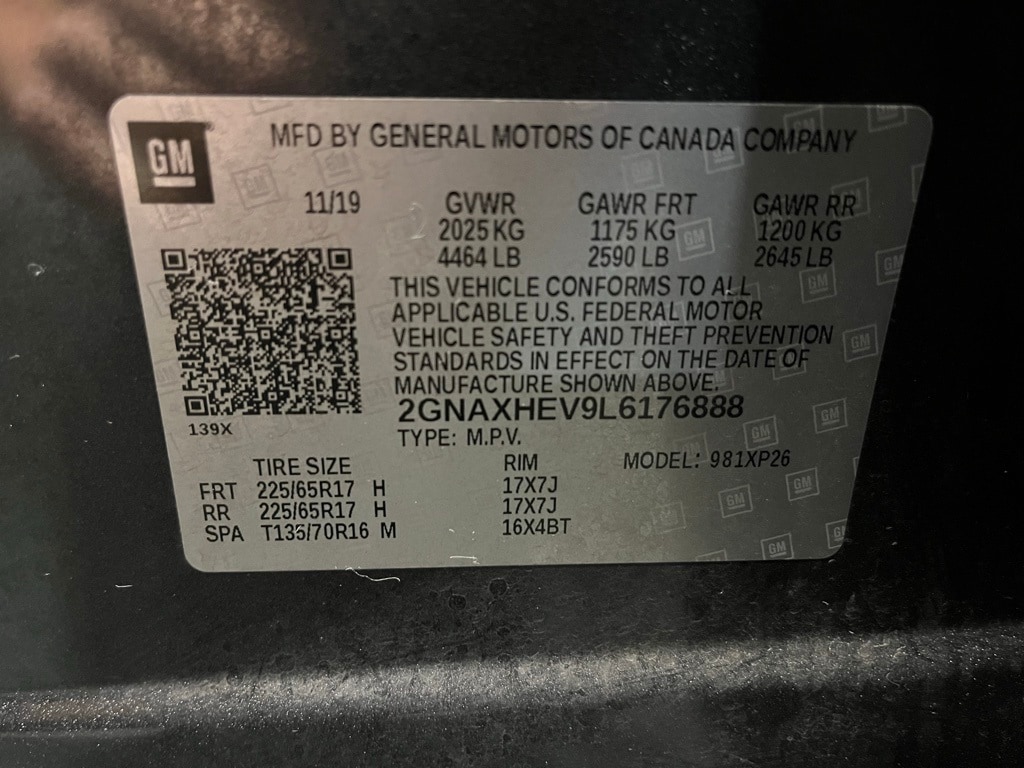 GM
MFD BY GENERAL MOTORS OF CANADA COMPANY
11/19 GVWR GAWR FRT GAWR RR
2025 KG 1175 KG 1200 KG
4464 LB 2590 LB 2645 LB
THIS VEHICLE CONFORMS TO ALL
APPLICABLE U.S. FEDERAL MOTOR
VEHICLE SAFETY AND THEFT PREVENTION
STANDARDS IN EFFECT ON THE DATE OF
MANUFACTURE SHOWN ABOVE.
2GNAXHEV9L6176888
139X
TYPE: M.P.V.
TIRE SIZE RIM MODEL: 981XP26
FRT 225/65R17 H 17X7J
RR 225/65R17 H 17X7J
SPA T135/70R16 M 16X4BT